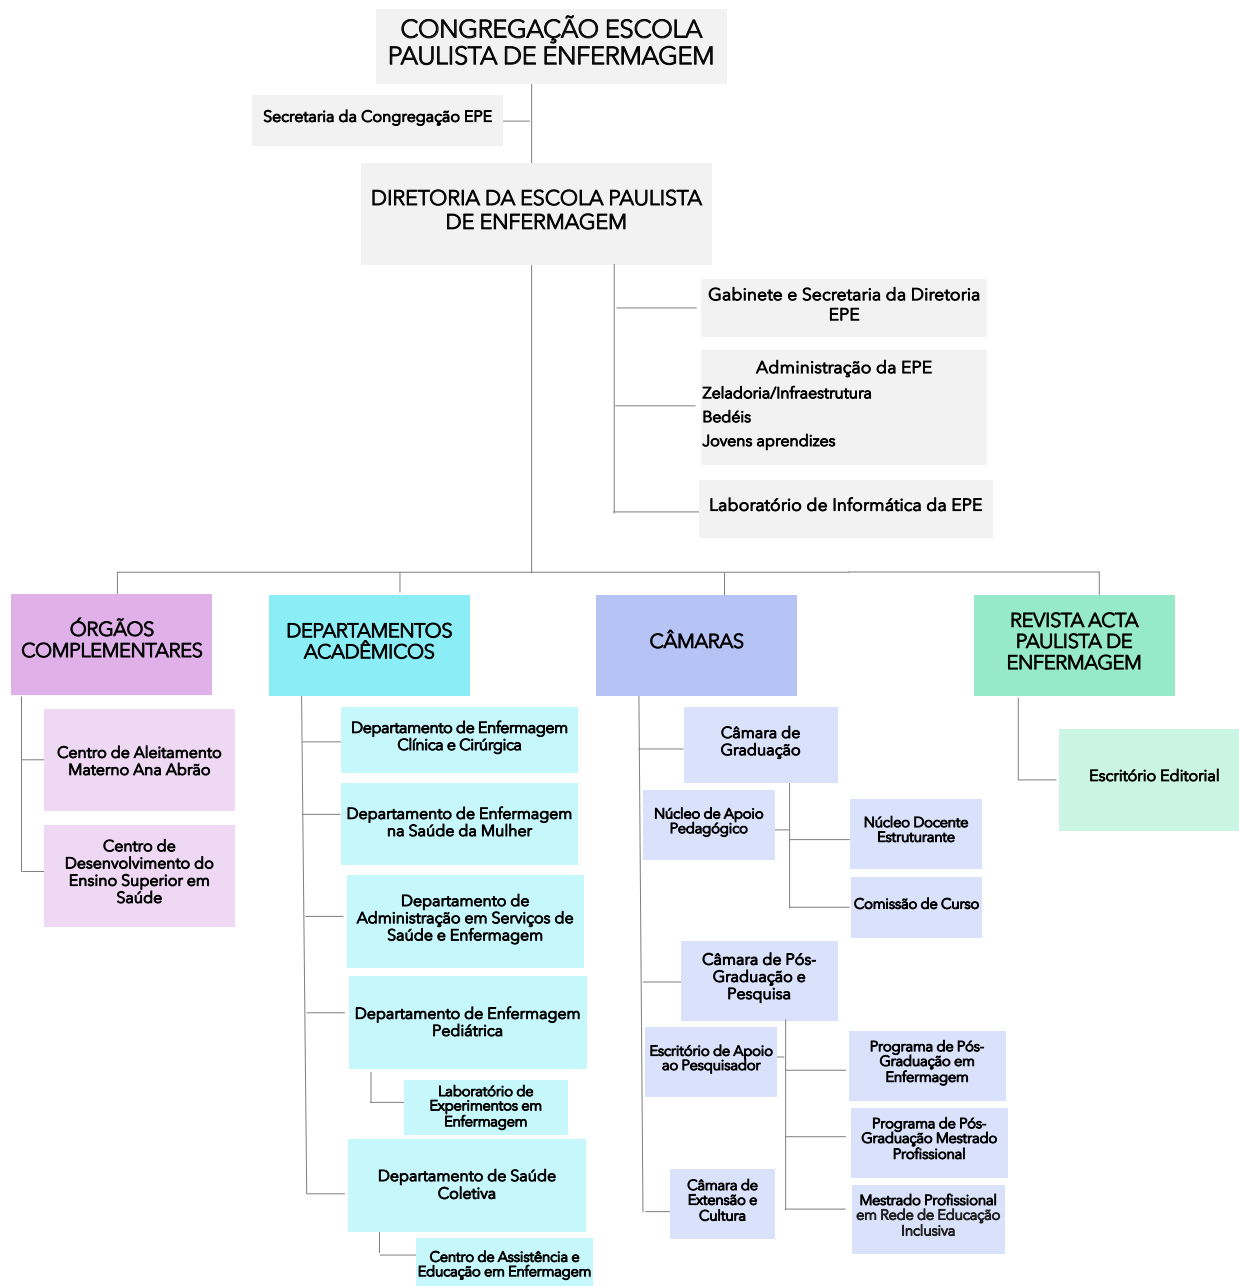 CONGREGAÇÃO ESCOLA
PAULISTA DE ENFERMAGEM
Secretaria da Congregação EPE
DIRETORIA DA ESCOLA PAULISTA
DE ENFERMAGEM
Gabinete e Secretaria da Diretoria
EPE
Administração da EPE
Zeladoria/Infraestrutura
Bedéis
Jovens aprendizes
Laboratório de Informática da EPE
ÓRGÃOS
COMPLEMENTARES
Centro de Aleitamento
Materno Ana Abrão
Centro de
Desenvolvimento do
Ensino Superior em
Saúde
DEPARTAMENTOS
ACADÊMICOS
Departamento de Enfermagem
Clínica e Cirúrgica
Departamento de Enfermagem
na Saúde da Mulher
Departamento de
Administração em Serviços de
Saúde e Enfermagem
Departamento de Enfermagem
Pediátrica
Laboratório de
Experimentos em
Enfermagem
Departamento de Saúde
Coletiva
Centro de Assistência e
Educação em Enfermagem
CÂMARAS
Câmara de
Graduação
Núcleo de Apoio
Pedagógico
Núcleo Docente
Estruturante
Comissão de Curso
Câmara de Pós-
Graduação e
Pesquisa
Escritório de Apoio
ao Pesquisador
Programa de Pós-
Graduação em
Enfermagem
Programa de Pós-
Graduação Mestrado
Profissional
Mestrado Profissional
em Rede de Educação
Inclusiva
Câmara de
Extensão e
Cultura
REVISTA ACTA
PAULISTA DE
ENFERMAGEM
Escritório Editorial